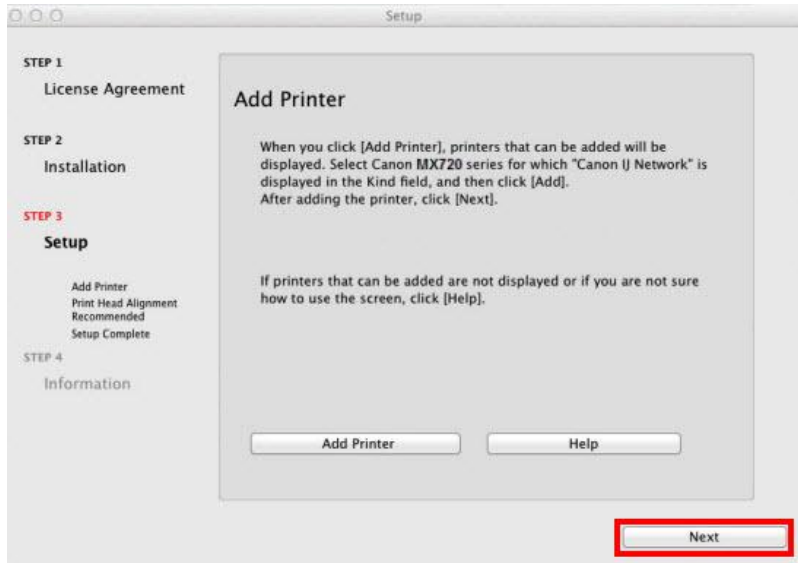 Setup
STEP 1
License Agreement
STEP 2
Installation
STEP 3
Setup
Add Printer
Print Head Alignment
Recommended
Setup Complete
STEP 4
Information
Add Printer
When you click [Add Printer], printers that can be added will be
displayed. Select Canon MX720 series for which "Canon IJ Network" is
displayed in the Kind field, and then click [Add].
After adding the printer, click [Next].
If printers that can be added are not displayed or if you are not sure
how to use the screen, click [Help].
Add Printer
Help
Next